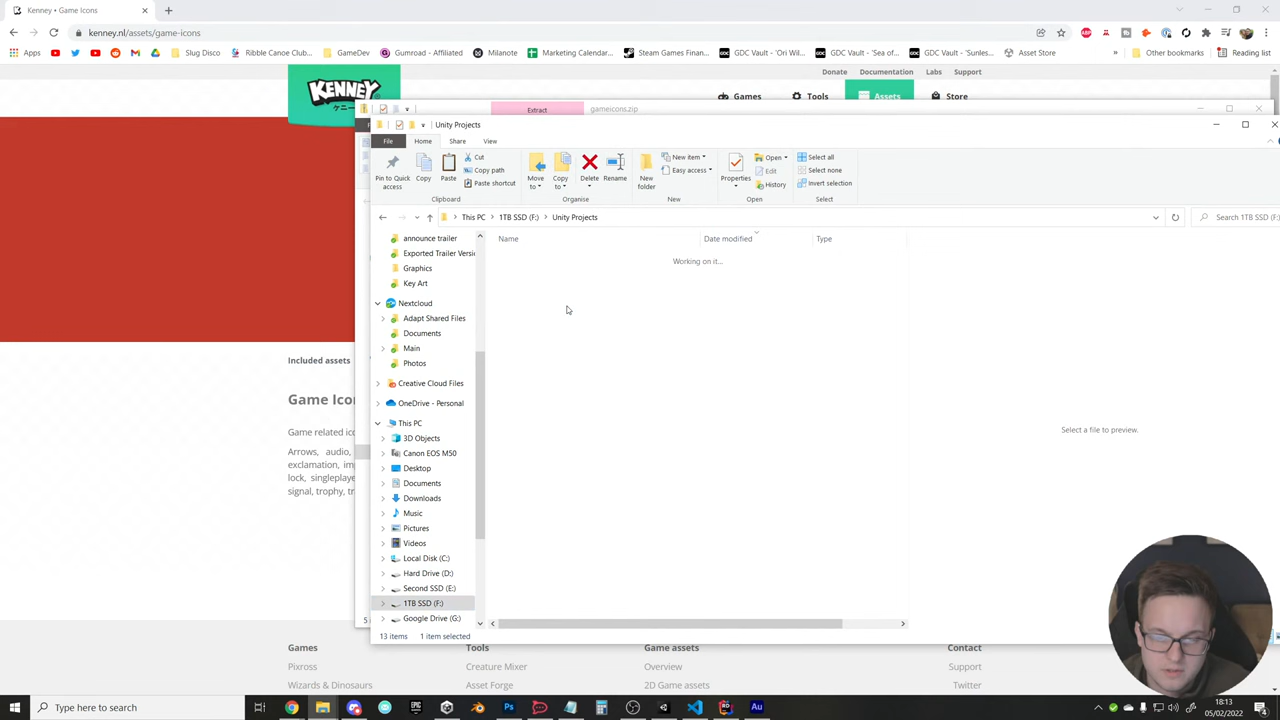 Kenney • Game Icons
kenney.nl/assets/game-icons
Apps
Slug Disco
Ribble Canoe Club...
GameDev
Gumroad - Affiliated
Milanote
Marketing Calendar...
Steam Games Finan...
GDC Vault - 'Ori Wil...
GDC Vault - 'Sea of...
GDC Vault - 'Sunles...
Asset Store
»
Other bookmarks
Reading list
Donate Documentation Labs Support
KENNEY
Games Tools Assets Store
Extract gameicons.zip
Unity Projects
File Home Share View
Pin to Quick access
Copy
Paste
Cut
Copy path
Paste shortcut
Move to
Copy to
Delete
Rename
New folder
New item
Easy access
Properties
Open
Edit
History
Select all
Select none
Invert selection
Clipboard Organise New Open Select
This PC > 1TB SSD (F:) > Unity Projects
Search 1TB SSD (F:)
Name Date modified Type
Working on it...
announce trailer
Exported Trailer Versio
Graphics
Key Art
Nextcloud
Adapt Shared Files
Documents
Main
Photos
Creative Cloud Files
OneDrive - Personal
This PC
3D Objects
Canon EOS M50
Desktop
Documents
Downloads
Music
Pictures
Videos
Local Disk (C:)
Hard Drive (D:)
Second SSD (E:)
1TB SSD (F:)
Google Drive (G:)
Select a file to preview.
13 items 1 item selected
5
Included assets
Game Ico
Game related ico
Arrows, audio,
exclamation, im
lock, singleplaye
signal, trophy, tr
Games Tools Game assets Contact
Pixross Creature Mixer Overview Support
Wizards & Dinosaurs Asset Forge 2D Game assets Twitter
Type here to search
18:13
05/02/2022